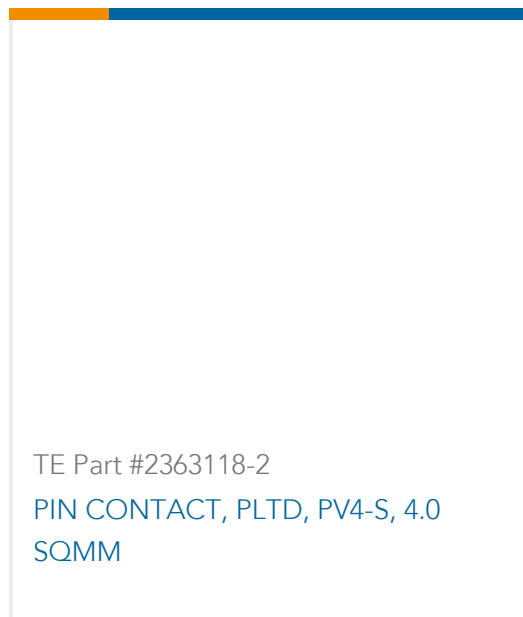 TE Part #2363118-2
PIN CONTACT, PLTD, PV4-S, 4.0
SQMM